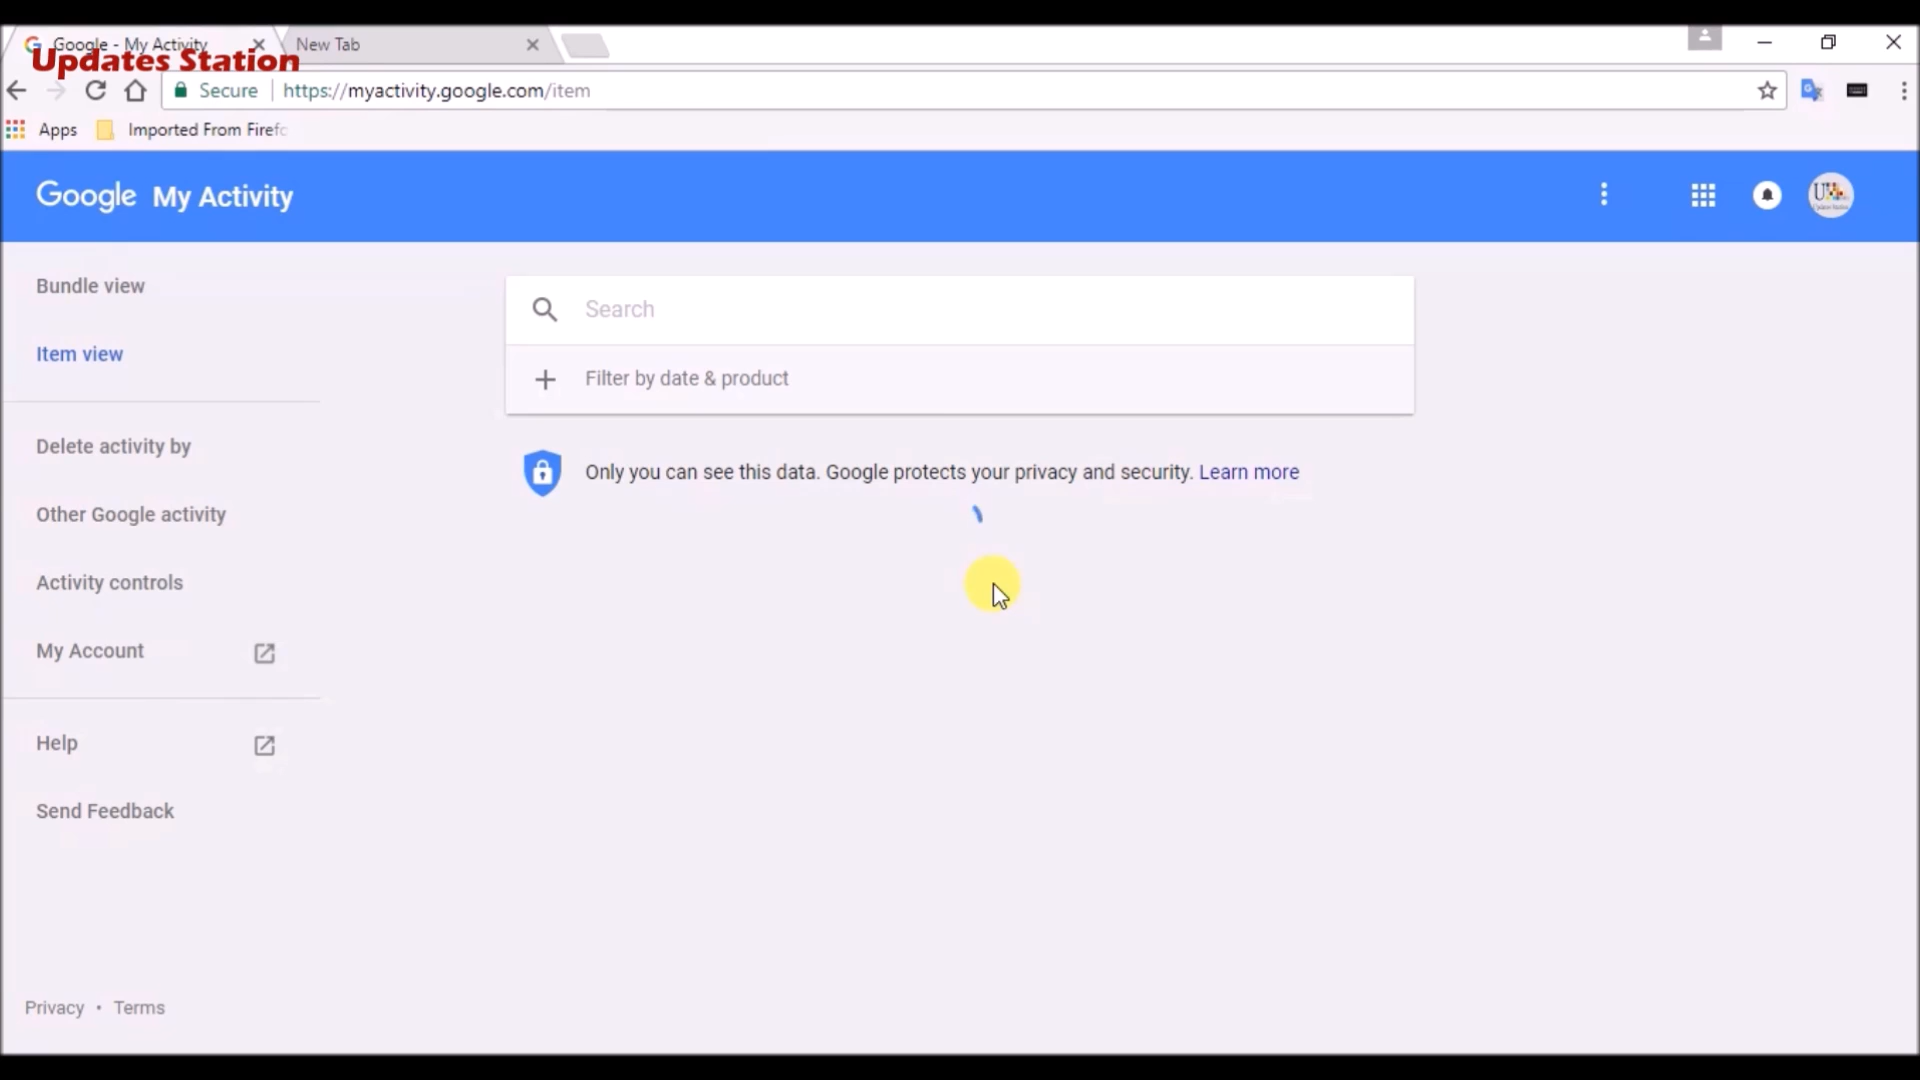 Google - My Activity
New Tab
Updates Station
Secure
https://myactivity.google.com/item
Apps
Imported From Firefo
Google My Activity
Bundle view
Item view
Delete activity by
Other Google activity
Activity controls
My Account
Help
Send Feedback
Search
Filter by date & product
Only you can see this data. Google protects your privacy and security. Learn more
Privacy • Terms